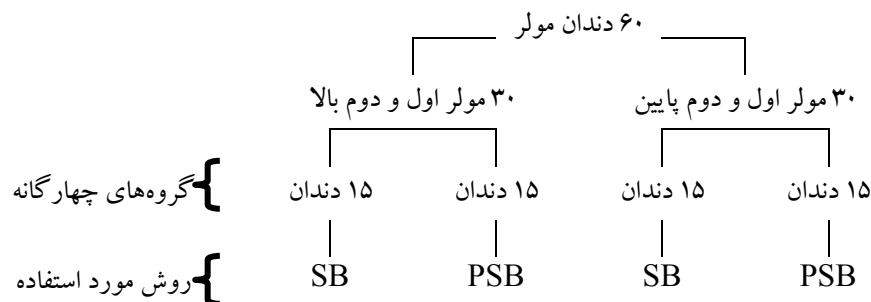 ۶۰ دندان مولر
۳۰ مولر اول و دوم پایین
۳۰ مولر اول و دوم بالا
۱۵ دندان
۱۵ دندان
۱۵ دندان
۱۵ دندان
گروه‌های چهارگانه
PSB
SB
PSB
SB
روش مورد استفاده